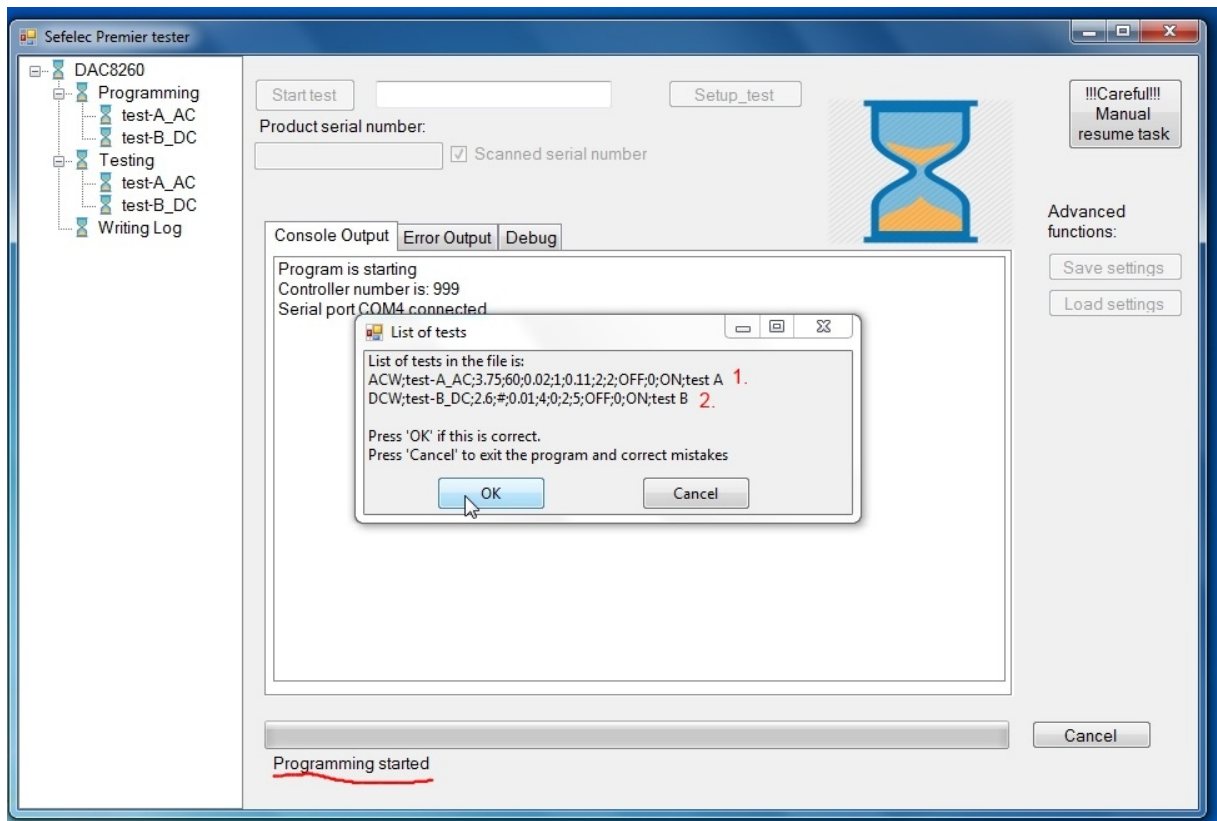 Sefelec Premier tester
DAC8260
Programming
test-A_AC
test-B_DC
Testing
test-A_AC
test-B_DC
Writing Log
Start test
Setup_test
Product serial number:
Scanned serial number
!!!Careful!!!
Manual
resume task
Advanced
functions:
Save settings
Load settings
Console Output
Error Output
Debug
Program is starting
Controller number is: 999
Serial port COM4 connected
List of tests
List of tests in the file is:
ACW;test-A_AC;3.75;60;0.02;1;0.11;2;2;OFF;0;ON;test A 1.
DCW;test-B_DC;2.6;#;0.01;4;0;2;5;OFF;0;ON;test B 2.
Press 'OK' if this is correct.
Press 'Cancel' to exit the program and correct mistakes
OK
Cancel
Cancel
Programming started